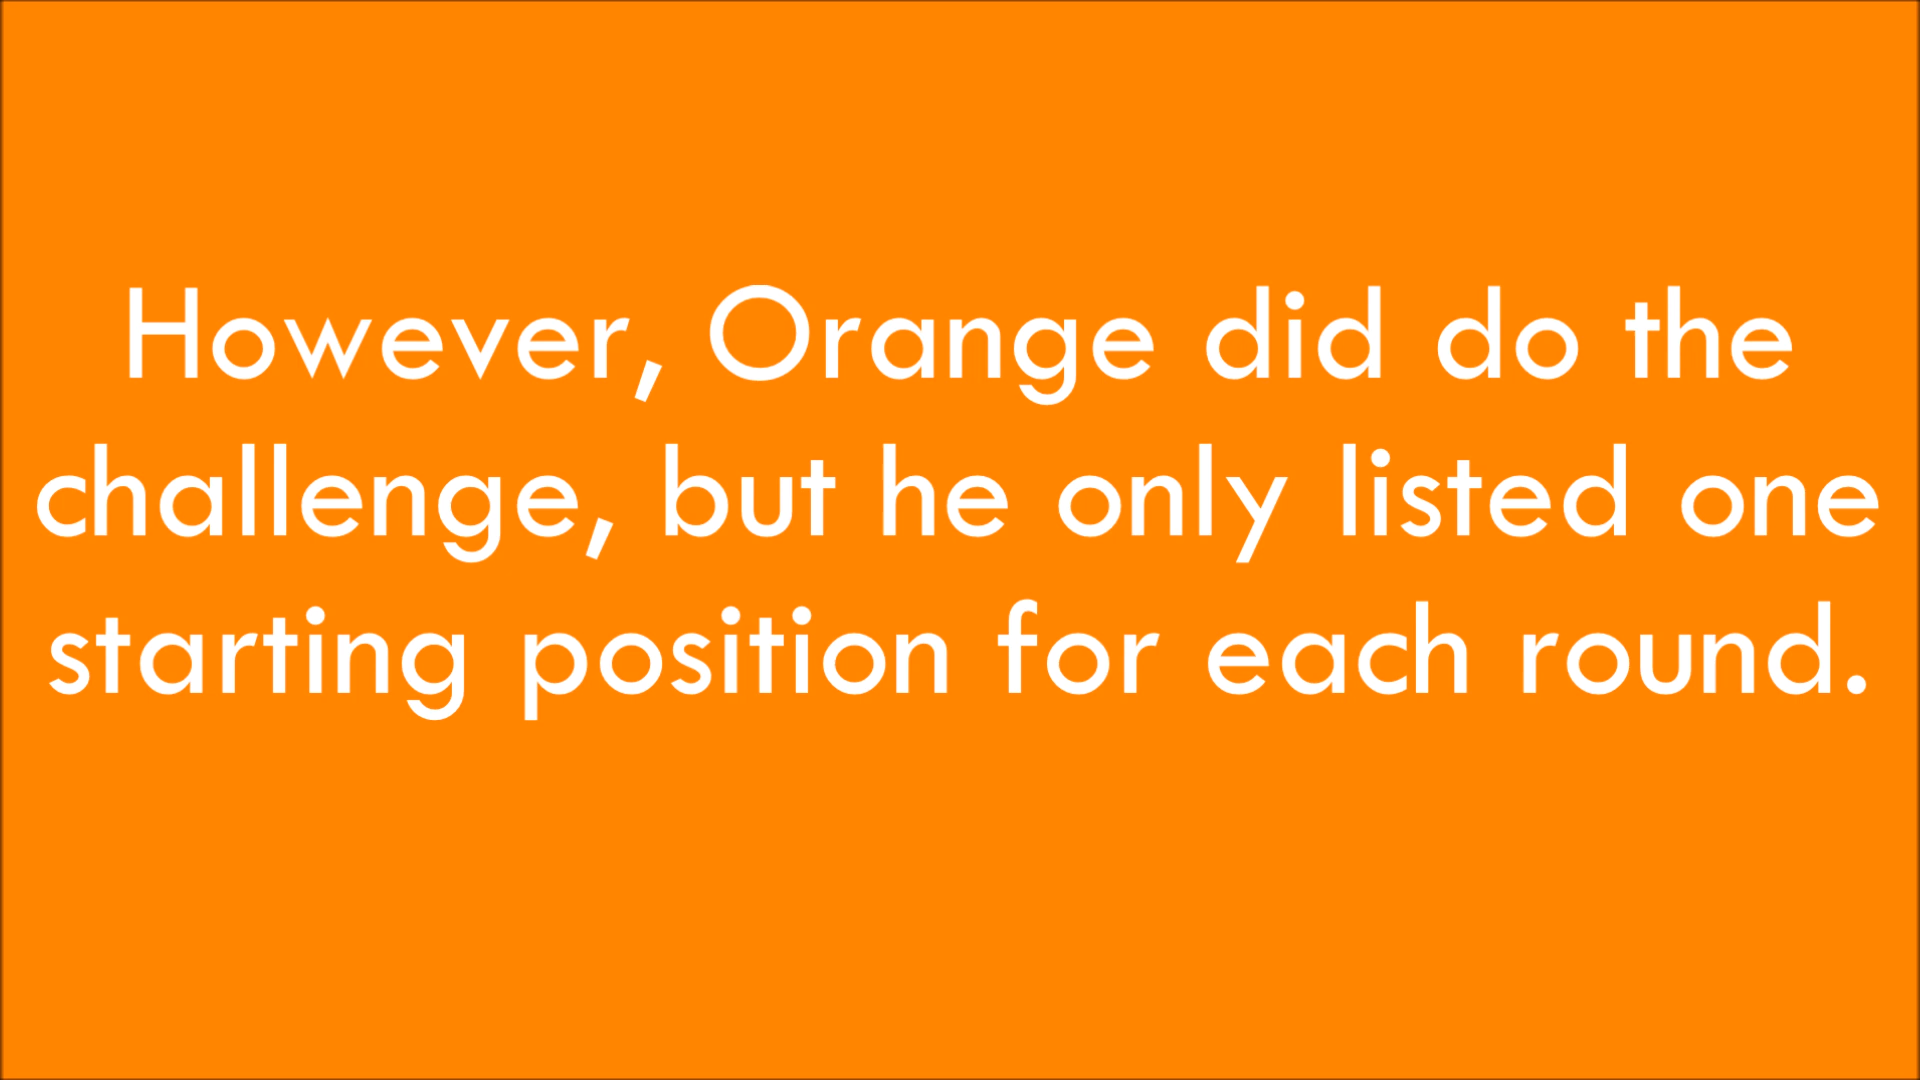 However, Orange did do the
challenge, but he only listed one
starting position for each round.